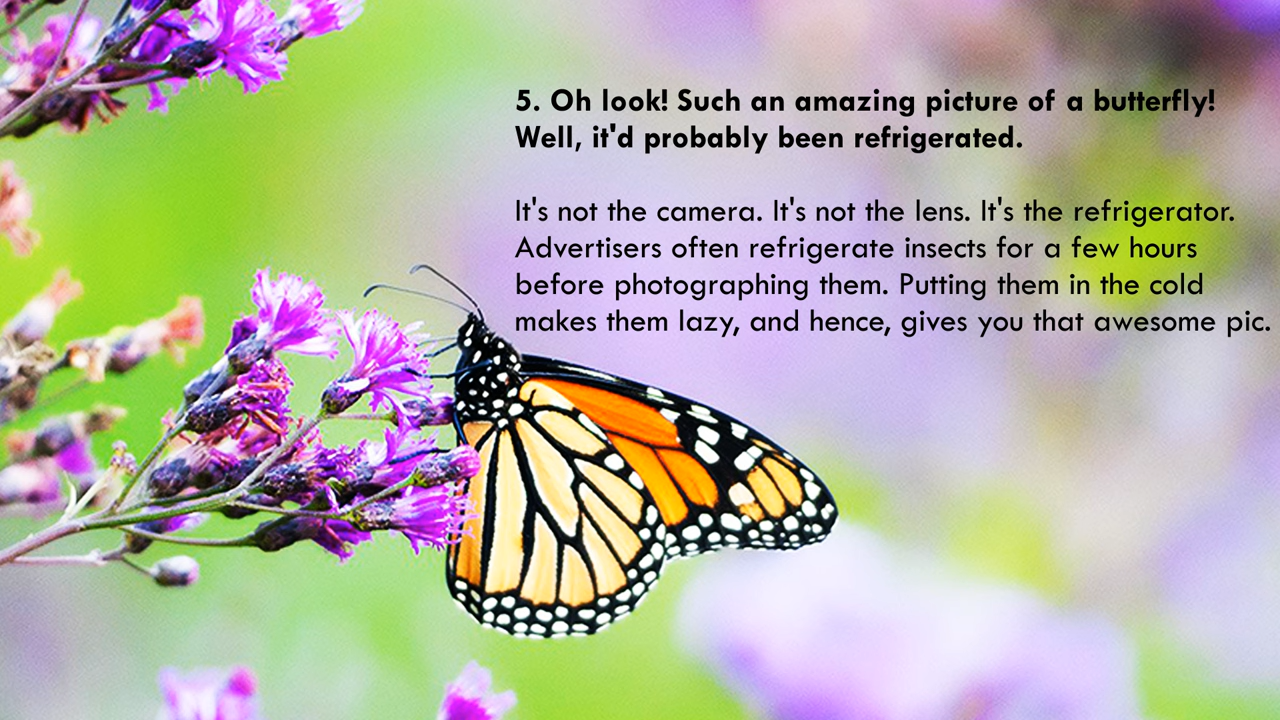 5. Oh look! Such an amazing picture of a butterfly!
Well, it'd probably been refrigerated.
It's not the camera. It's not the lens. It's the refrigerator.
Advertisers often refrigerate insects for a few hours
before photographing them. Putting them in the cold
makes them lazy, and hence, gives you that awesome pic.